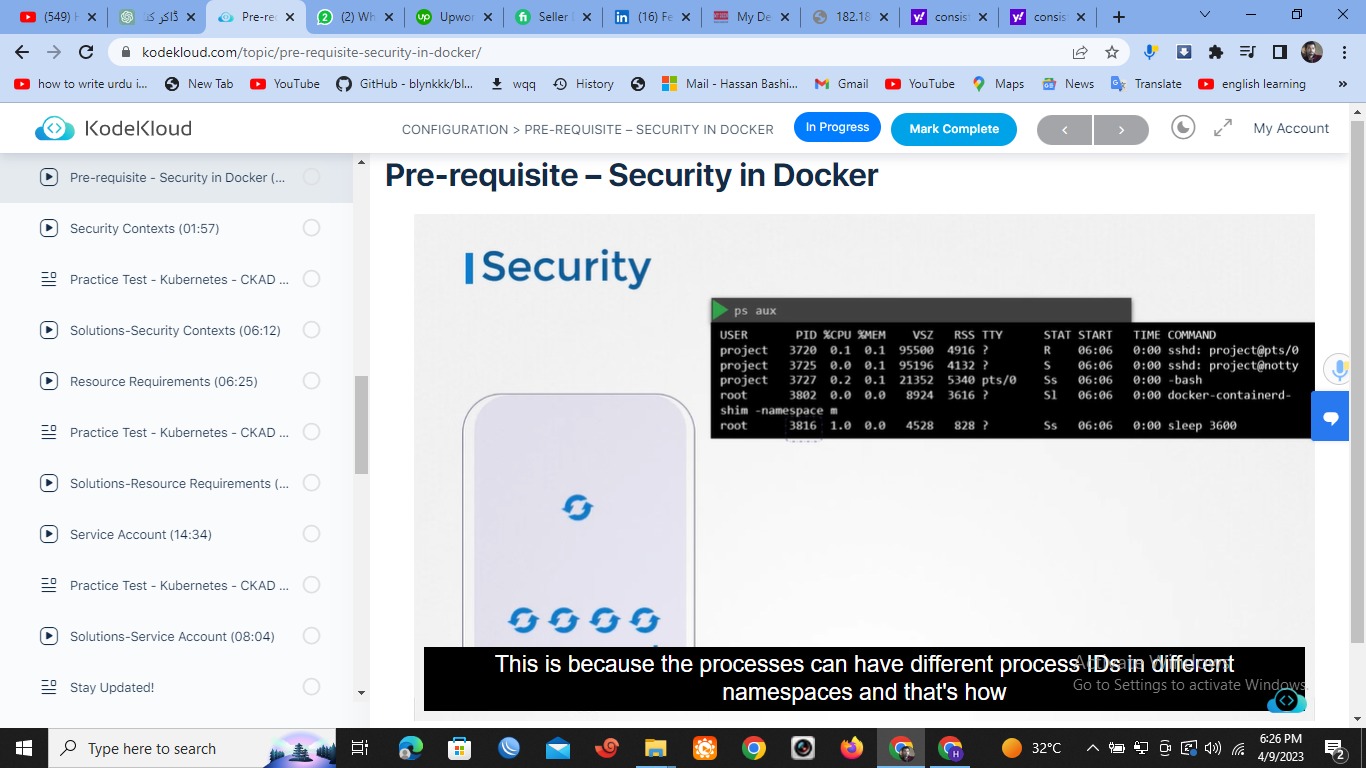 (549) H
ڈاکر کنٹ
Pre-rec
(2) Wh
Upwor
Seller
(16) Fe
My De
182.18
consist
consis
kodekloud.com/topic/pre-requisite-security-in-docker/
how to write urdu i...
New Tab
YouTube
GitHub - blynkkk/bl...
wqq
History
Mail - Hassan Bashi...
Gmail
YouTube
Maps
News
Translate
english learning
»
KodeKloud
CONFIGURATION > PRE-REQUISITE – SECURITY IN DOCKER
In Progress
Mark Complete
My Account
Pre-requisite - Security in Docker (...
Security Contexts (01:57)
Practice Test - Kubernetes - CKAD ...
Solutions-Security Contexts (06:12)
Resource Requirements (06:25)
Practice Test - Kubernetes - CKAD ...
Solutions-Resource Requirements (...
Service Account (14:34)
Practice Test - Kubernetes - CKAD ...
Solutions-Service Account (08:04)
Stay Updated!
Pre-requisite – Security in Docker
Security
ps aux
USER PID %CPU %MEM VSZ RSS TTY STAT START TIME COMMAND
project 3720 0.1 0.1 95500 4916 ? R 06:06 0:00 sshd: project@pts/0
project 3725 0.0 0.1 95196 4132 ? S 06:06 0:00 sshd: project@notty
project 3727 0.2 0.1 21352 5340 pts/0 Ss 06:06 0:00 -bash
root 3802 0.0 0.0 8924 3616 ? Sl 06:06 0:00 docker-containerd-
shim -namespace m
root 3816 1.0 0.0 4528 828 ? Ss 06:06 0:00 sleep 3600
This is because the processes can have different process IDs in different
namespaces and that's how
Activate Windows
Go to Settings to activate Windows.
Type here to search
32°C
6:26 PM
4/9/2023
2